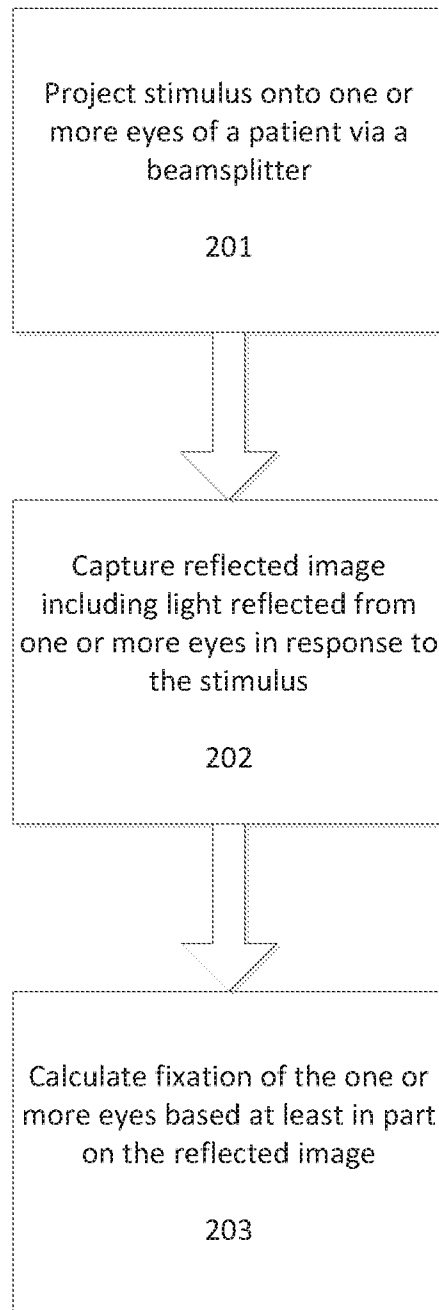 Project stimulus onto one or
more eyes of a patient via a
beamsplitter
201
Capture reflected image
including light reflected from
one or more eyes in response to
the stimulus
202
Calculate fixation of the one or
more eyes based at least in part
on the reflected image
203